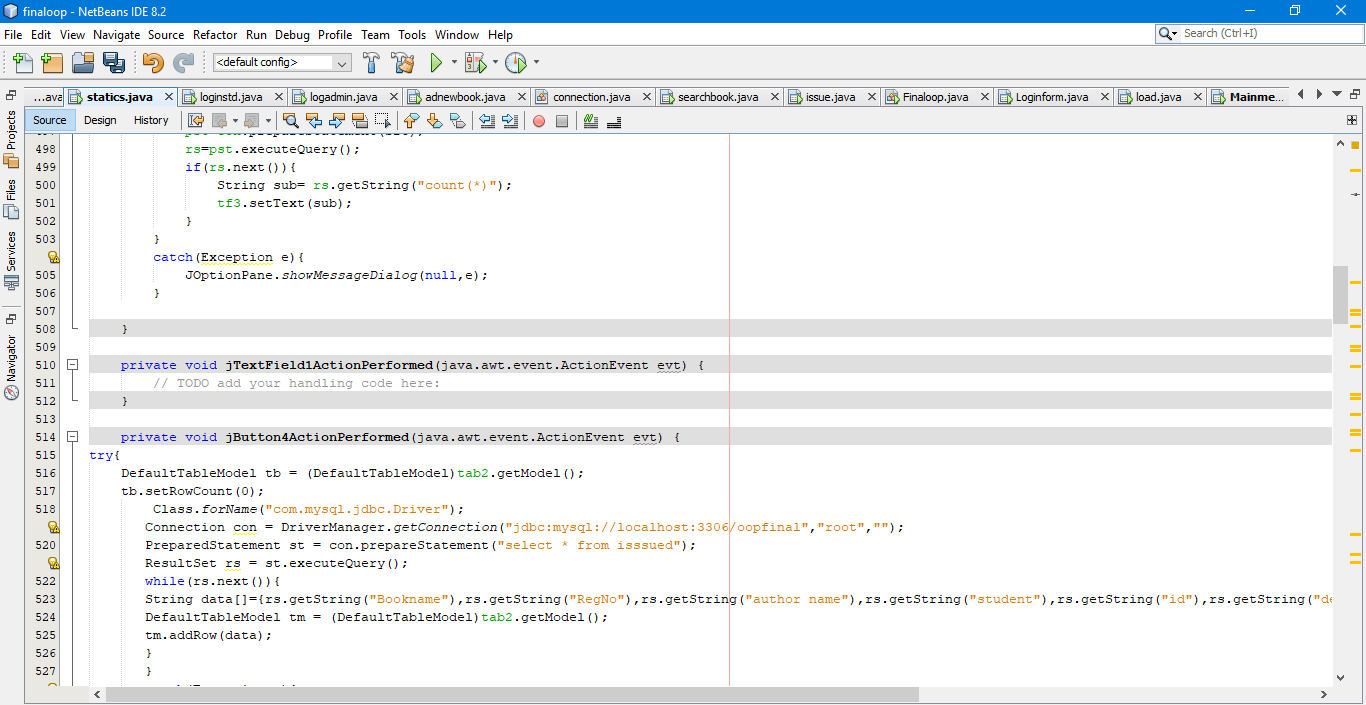 finaloop - NetBeans IDE 8.2
File Edit View Navigate Source Refactor Run Debug Profile Team Tools Window Help
Search (Ctrl+I)
<default config>
...ava statics.java loginstd.java logadmin.java adnewbook.java connection.java searchbook.java issue.java Finaloop.java Loginform.java load.java Mainme...
Source Design History
Projects
Files
Services
Navigator
498 rs=pst.executeQuery();
499 if(rs.next()){
500 String sub= rs.getString("count(*)");
501 tf3.setText(sub);
502 }
503 }
catch(Exception e){
505 JOptionPane.showMessageDialog(null,e);
506 }
507
508 }
509
510 private void jTextField1ActionPerformed(java.awt.event.ActionEvent evt) {
511 // TODO add your handling code here:
512 }
513
514 private void jButton4ActionPerformed(java.awt.event.ActionEvent evt) {
515 try{
516 DefaultTableModel tb = (DefaultTableModel)tab2.getModel();
517 tb.setRowCount(0);
518 Class.forName("com.mysql.jdbc.Driver");
Connection con = DriverManager.getConnection("jdbc:mysql://localhost:3306/oopfinal","root","");
520 PreparedStatement st = con.prepareStatement("select * from isssued");
ResultSet rs = st.executeQuery();
522 while(rs.next()){
523 String data[]={rs.getString("Bookname"),rs.getString("RegNo"),rs.getString("author name"),rs.getString("student"),rs.getString("id"),rs.getString("de
524 DefaultTableModel tm = (DefaultTableModel)tab2.getModel();
525 tm.addRow(data);
526 }
527 }